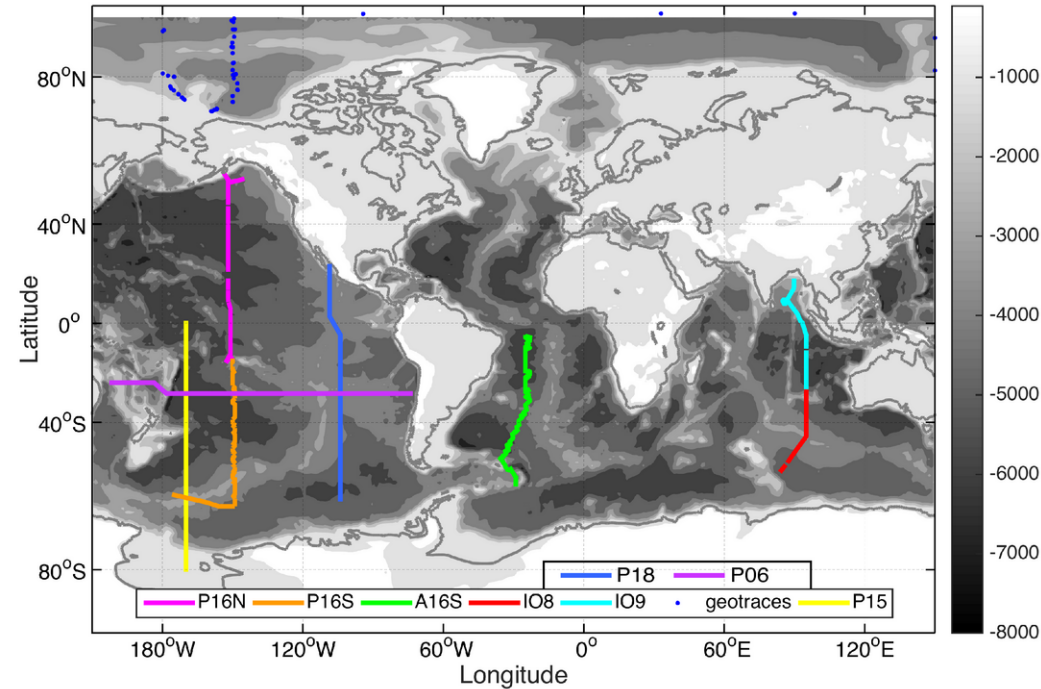 80°N
40°N
0°
40°S
80°S
Latitude
180°W
120°W
60°W
0°
60°E
120°E
Longitude
P18 P06
P16N P16S A16S IO8 IO9 geotraces P15
-1000
-2000
-3000
-4000
-5000
-6000
-7000
-8000